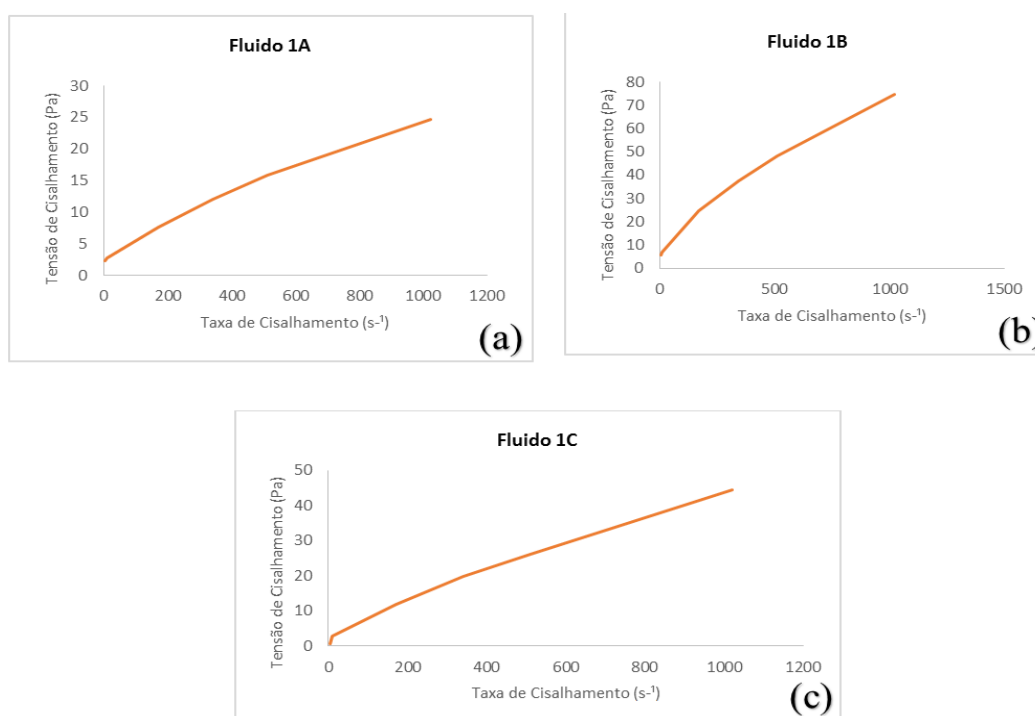 Fluido 1A
Tensão de Cisalhamento (Pa)
30
25
20
15
10
5
0
0 200 400 600 800 1000 1200
Taxa de Cisalhamento (s-¹)
(a)
Fluido 1B
Tensão de Cisalhamento (Pa)
80
70
60
50
40
30
20
10
0
0 500 1000 1500
Taxa de Cisalhamento (s-¹)
(b)
Fluido 1C
Tensão de Cisalhamento (Pa)
50
40
30
20
10
0
0 200 400 600 800 1000 1200
Taxa de Cisalhamento (s-¹)
(c)